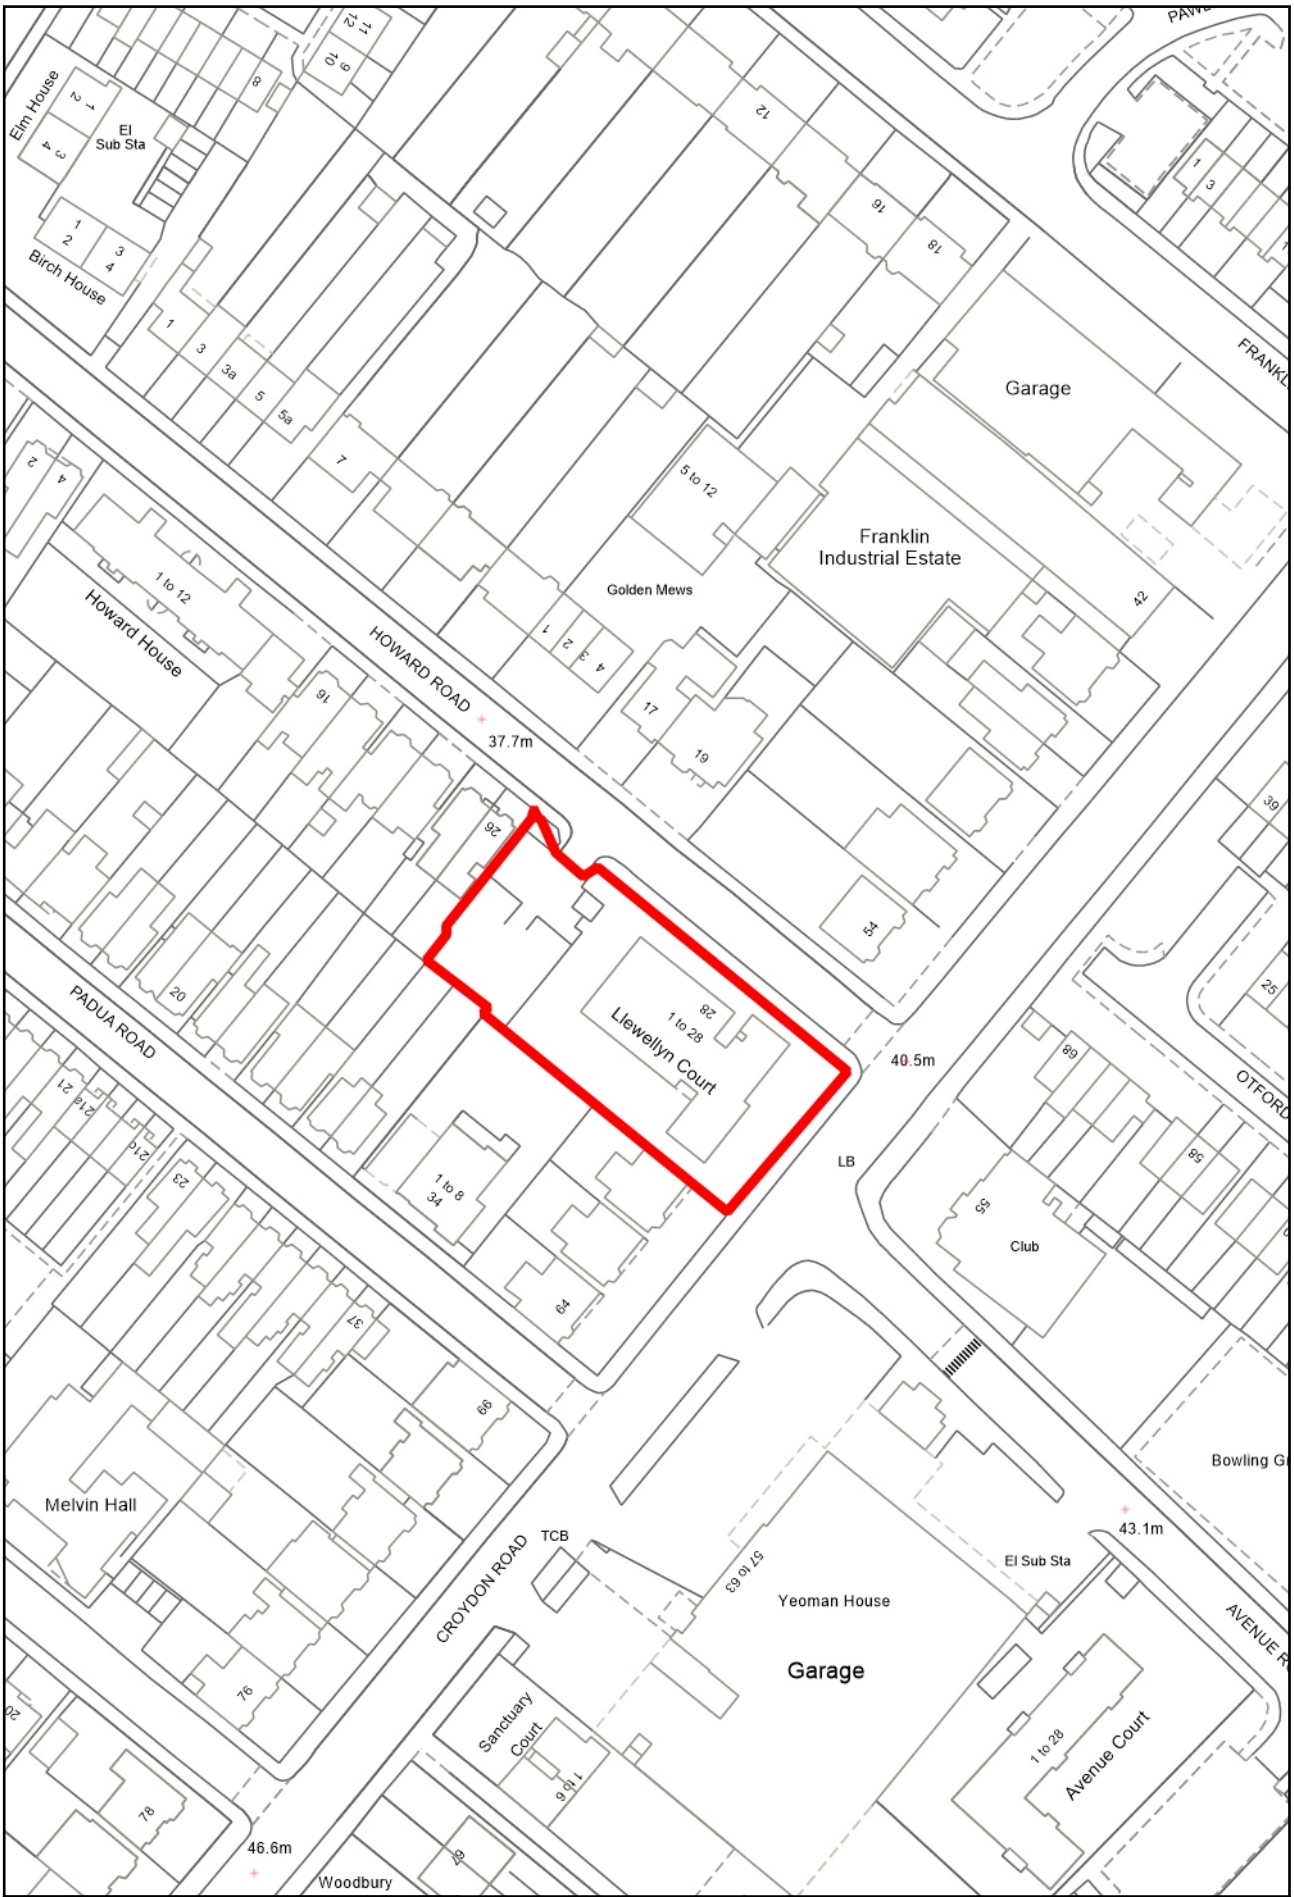 PAW
11
12
9
10
8
Elm House
1
2
3
4
El
Sub Sta
12
1
3
1
16
18
1
2
3
4
Birch House
1
3
3a
5
5a
FRANKL
Garage
2
4
7
5 to 12
Franklin
Industrial Estate
Golden Mews
42
1 to 12
Howard House
HOWARD ROAD
1
2
3
4
16
17
19
37.7m
39
26
54
20
25
PADUA ROAD
28
1 to 28
Llewellyn Court
40.5m
68
OTFORD
21
21a
21c
LB
58
23
1 to 8
34
55
Club
64
37
66
Bowling G
Melvin Hall
43.1m
TCB
CROYDON ROAD
57 to 63
El Sub Sta
Yeoman House
AVENUE R
Garage
76
20
Sanctuary
Court
1 to 6
1 to 28
Avenue Court
78
46.6m
67
Woodbury